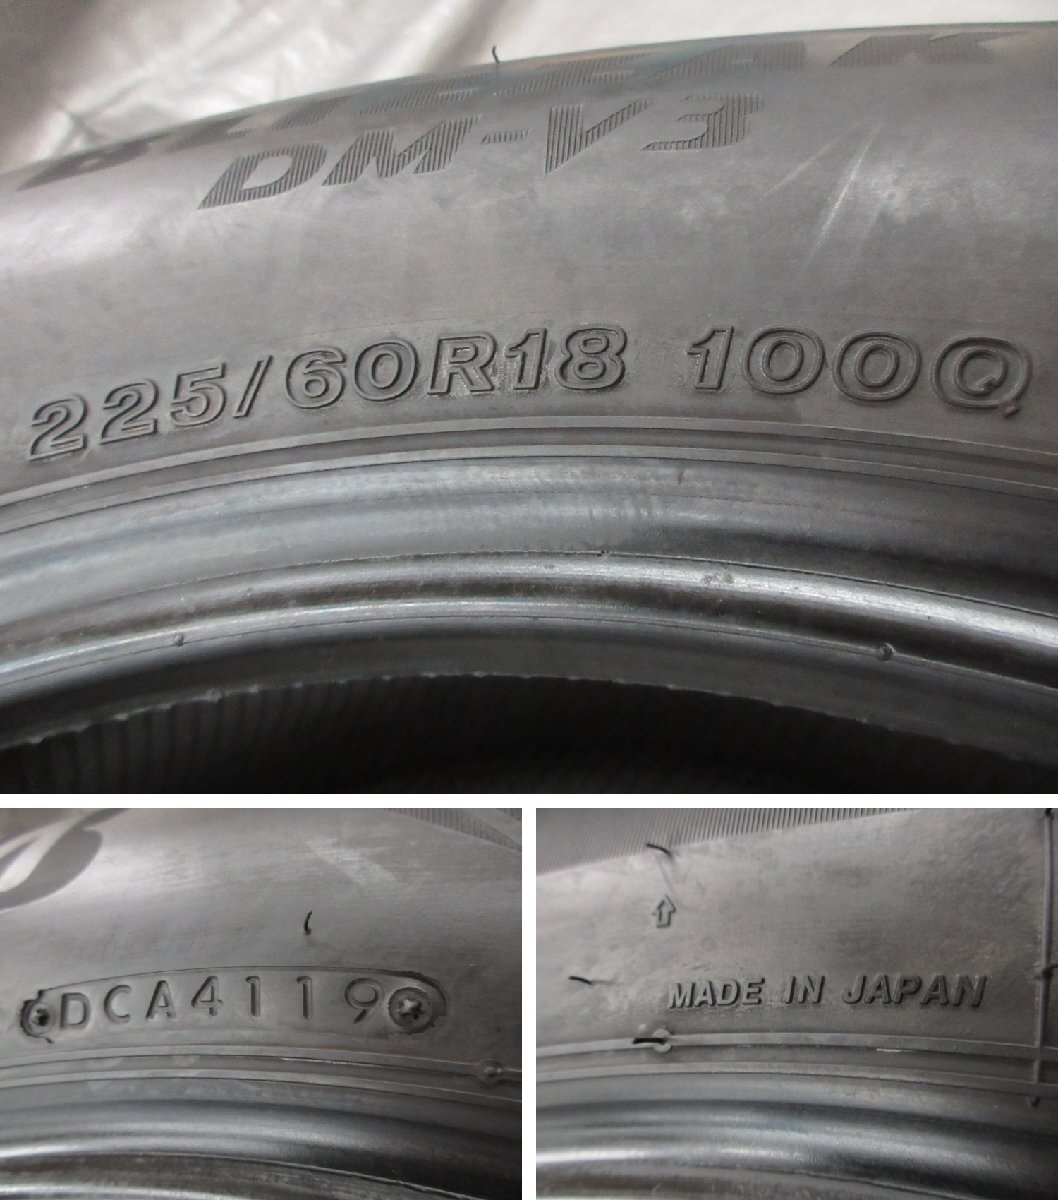 DM-V3
225/60R18 100Q
DCA4119
MADE IN JAPAN